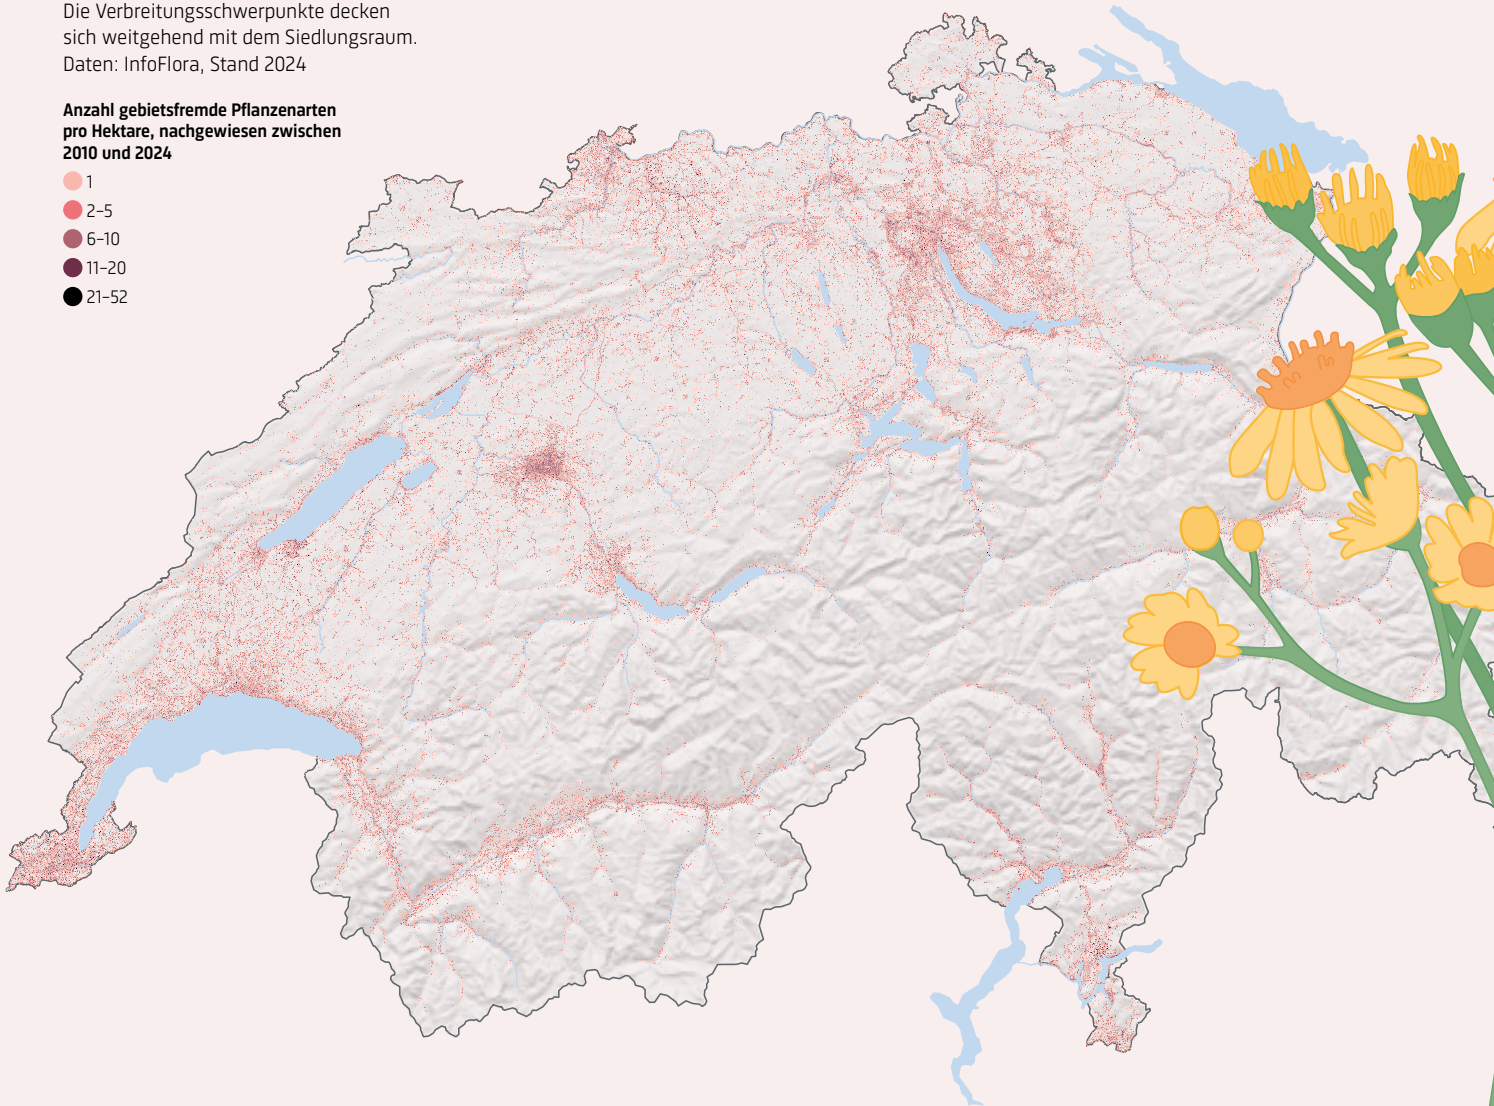 Die Verbreitungsschwerpunkte decken
sich weitgehend mit dem Siedlungsraum.
Daten: InfoFlora, Stand 2024
Anzahl gebietsfremde Pflanzenarten
pro Hektare, nachgewiesen zwischen
2010 und 2024
1
2–5
6–10
11–20
21–52